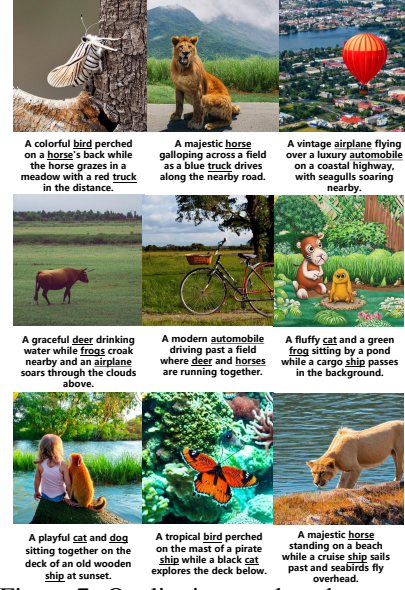 A colorful bird perched
on a horse's back while
the horse grazes in a
meadow with a red truck
in the distance.
A majestic horse
galloping across a field
as a blue truck drives
along the nearby road.
A vintage airplane flying
over a luxury automobile
on a coastal highway,
with seagulls soaring
nearby.
A graceful deer drinking
water while frogs croak
nearby and an airplane
soars through the clouds
above.
A modern automobile
driving past a field
where deer and horses
are running together.
A fluffy cat and a green
frog sitting by a pond
while a cargo ship passes
in the background.
A playful cat and dog
sitting together on the
deck of an old wooden
ship at sunset.
A tropical bird perched
on the mast of a pirate
ship while a black cat
explores the deck below.
A majestic horse
standing on a beach
while a cruise ship sails
past and seabirds fly
overhead.